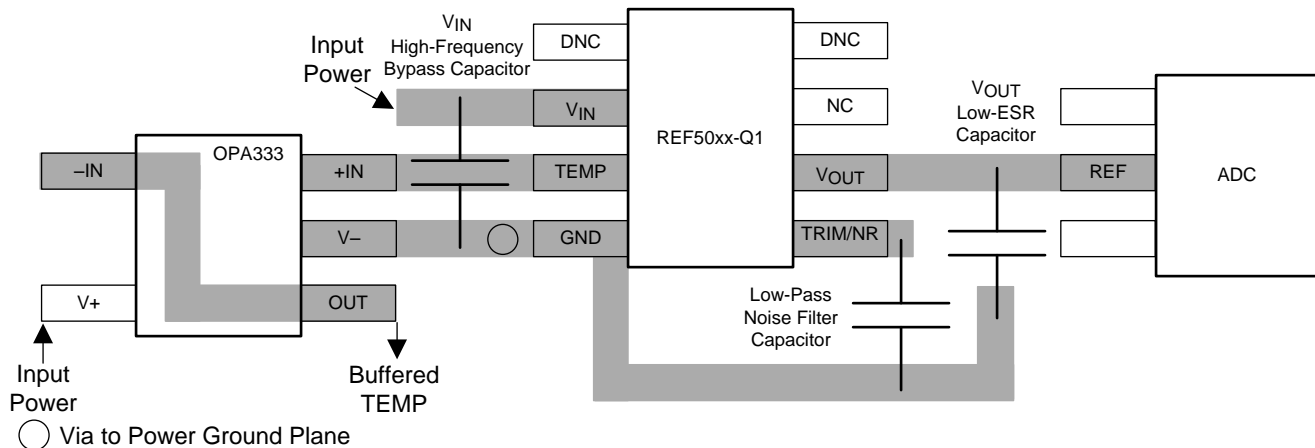 Input
Power
VIN
High-Frequency
Bypass Capacitor
DNC
VIN
TEMP
GND
REF50xx-Q1
DNC
NC
VOUT
TRIM/NR
VOUT
Low-ESR
Capacitor
REF
ADC
OPA333
–IN
V+
+IN
V–
OUT
Low-Pass
Noise Filter
Capacitor
Input
Power
Buffered
TEMP
Via to Power Ground Plane